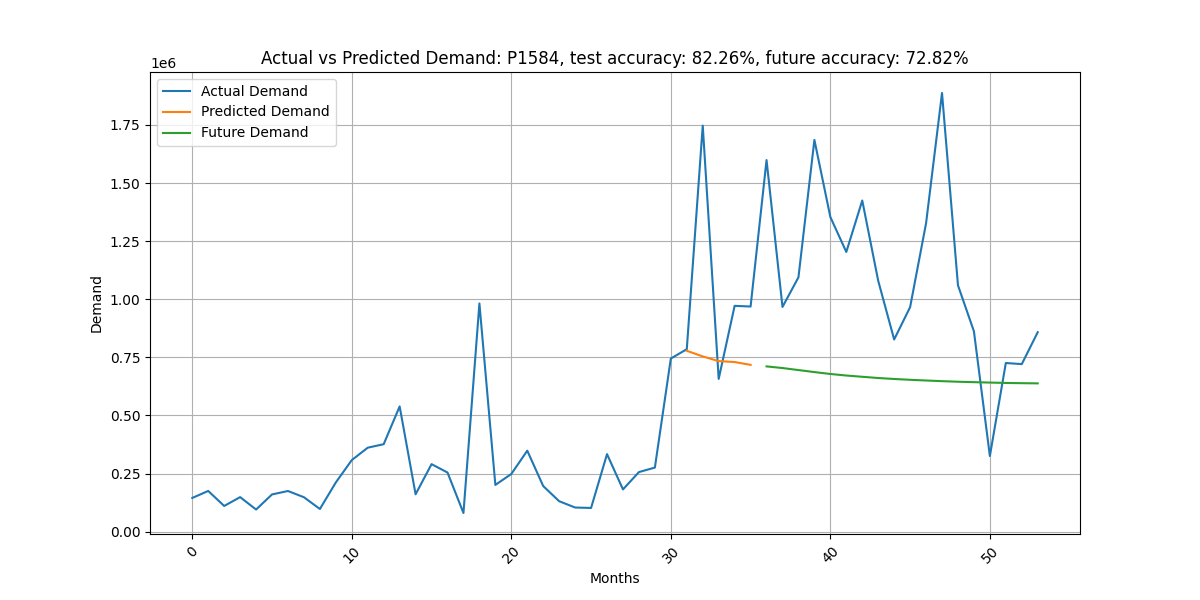 Actual vs Predicted Demand: P1584, test accuracy: 82.26%, future accuracy: 72.82%
1e6
Actual Demand
Predicted Demand
Future Demand
1.75
1.50
1.25
1.00
0.75
0.50
0.25
0.00
Demand
0
10
20
30
40
50
Months